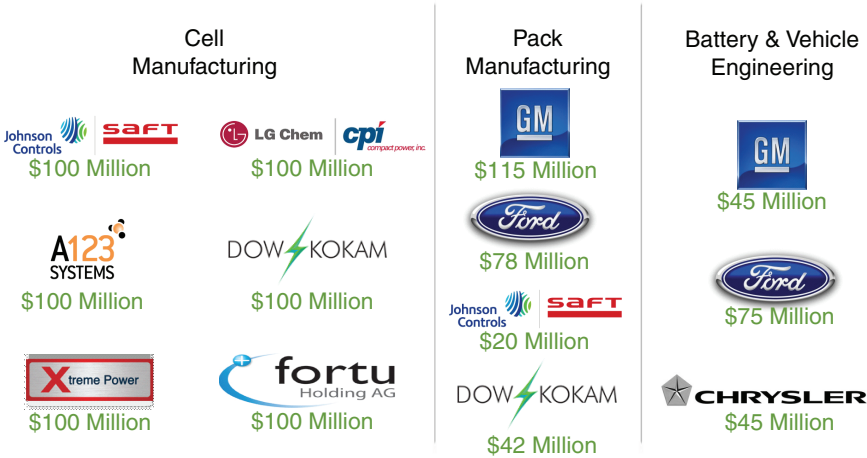 Cell
Manufacturing
Johnson
Controls
SAFT
$100 Million
LG Chem
cpi
compact power, inc.
$100 Million
A123
SYSTEMS
$100 Million
DOW KOKAM
$100 Million
Xtreme Power
$100 Million
fortu
Holding AG
$100 Million
Pack
Manufacturing
GM
$115 Million
Ford
$78 Million
Johnson
Controls
SAFT
$20 Million
DOW KOKAM
$42 Million
Battery & Vehicle
Engineering
GM
$45 Million
Ford
$75 Million
CHRYSLER
$45 Million